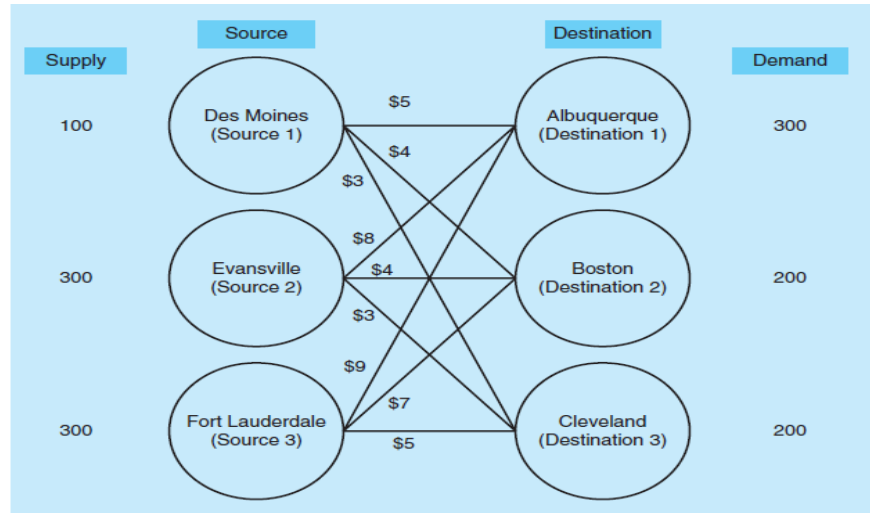 Source
Destination
Supply
Demand
100
Des Moines
(Source 1)
$5
$4
$3
Albuquerque
(Destination 1)
300
300
Evansville
(Source 2)
$8
$4
$3
Boston
(Destination 2)
200
300
Fort Lauderdale
(Source 3)
$9
$7
$5
Cleveland
(Destination 3)
200